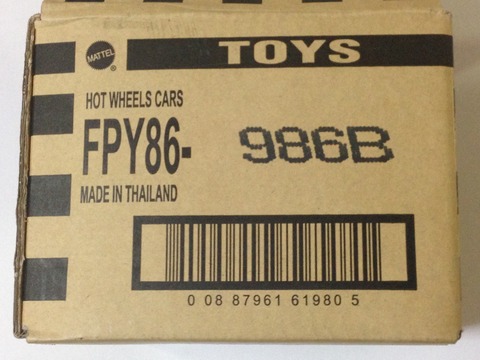 MATTEL ® TOYS
HOT WHEELS CARS
FPY86- 986B
MADE IN THAILAND
0 08 87961 61980 5